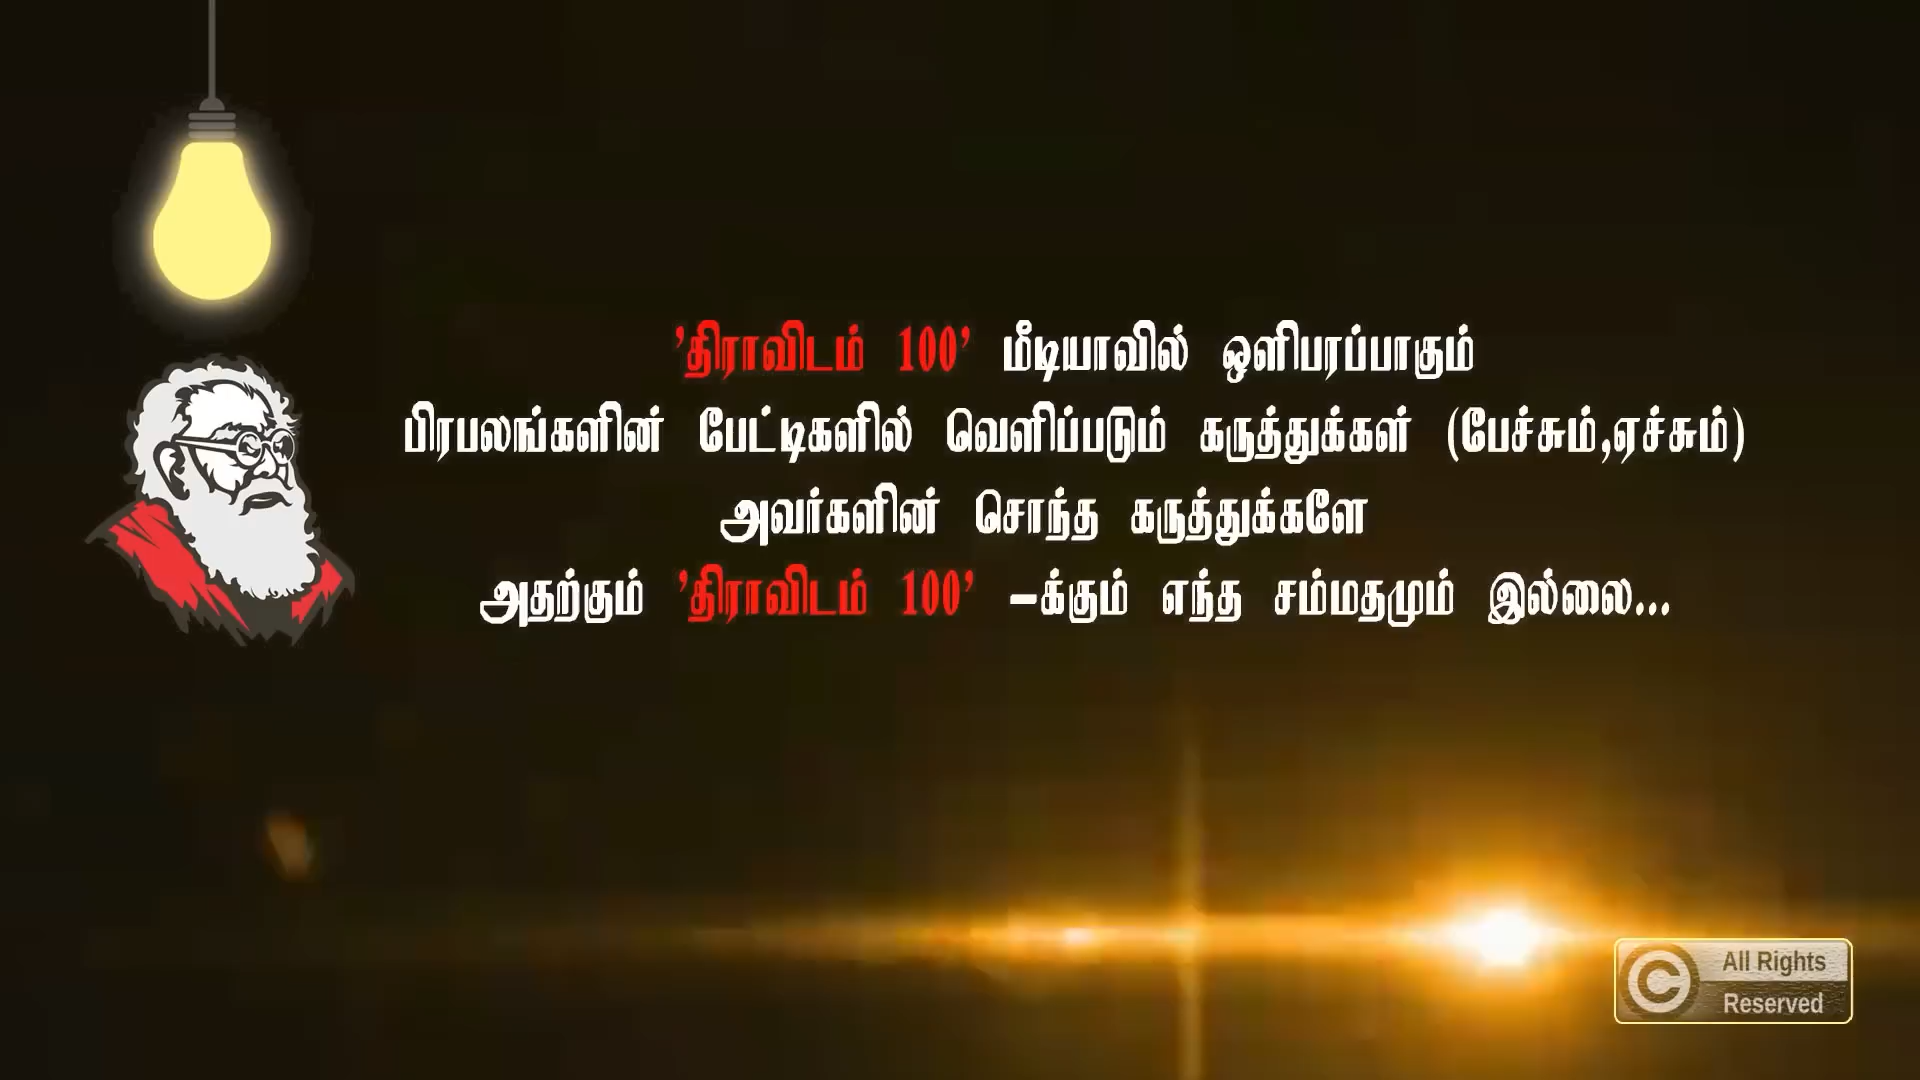 'திராவிடம் 100' மீடியாவில் ஒளிபரப்பாகும்
பிரபலங்களின் பேட்டிகளில் வெளிப்படும் கருத்துக்கள் (பேச்சும்,ஏச்சும்)
அவர்களின் சொந்த கருத்துக்களே
அதற்கும் 'திராவிடம் 100' -க்கும் எந்த சம்மதமும் இல்லை...
© All Rights
Reserved